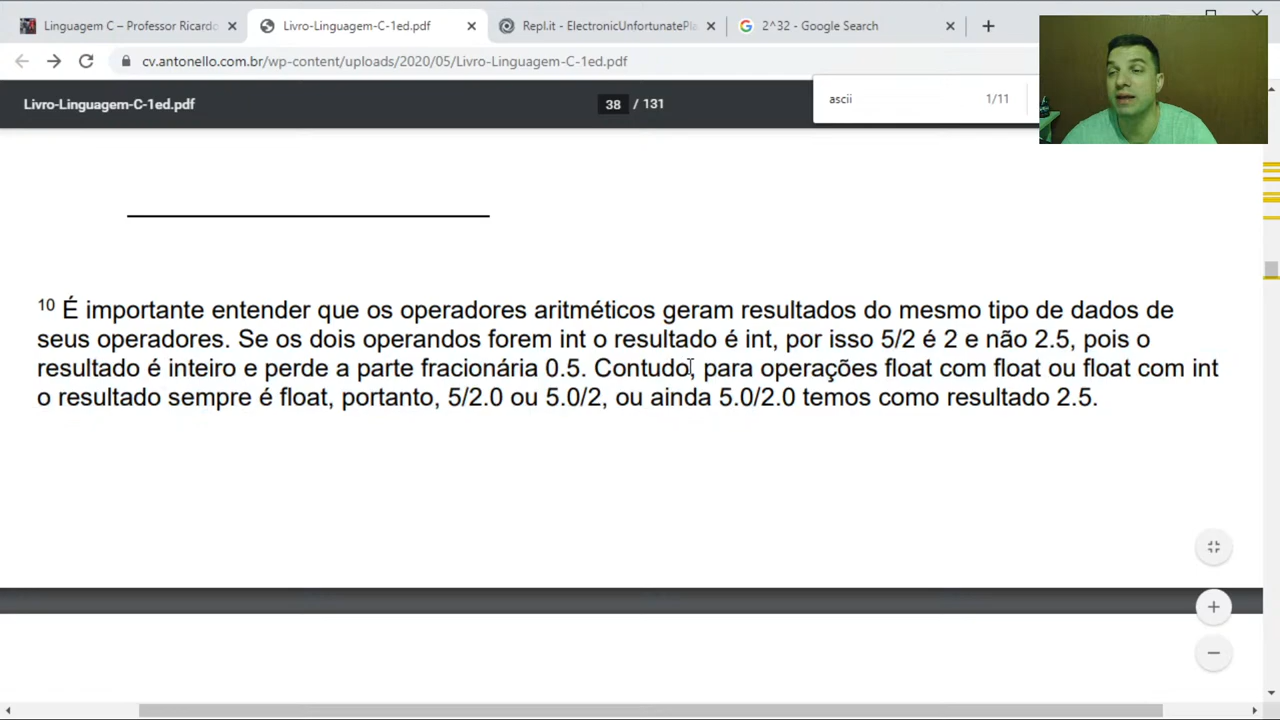 Linguagem C – Professor Ricardo
Livro-Linguagem-C-1ed.pdf
Repl.it - ElectronicUnfortunatePla
2^32 - Google Search
cv.antonello.com.br/wp-content/uploads/2020/05/Livro-Linguagem-C-1ed.pdf
Livro-Linguagem-C-1ed.pdf
38 / 131
ascii 1/11
10 É importante entender que os operadores aritméticos geram resultados do mesmo tipo de dados de
seus operadores. Se os dois operandos forem int o resultado é int, por isso 5/2 é 2 e não 2.5, pois o
resultado é inteiro e perde a parte fracionária 0.5. Contudo, para operações float com float ou float com int
o resultado sempre é float, portanto, 5/2.0 ou 5.0/2, ou ainda 5.0/2.0 temos como resultado 2.5.